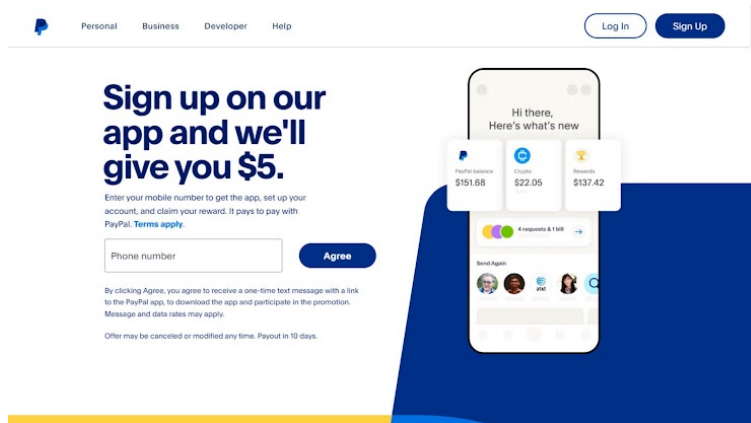 Personal Business Developer Help Log In Sign Up
Sign up on our
app and we'll
give you $5.
Enter your mobile number to get the app, set up your
account, and claim your reward. It pays to pay with
PayPal. Terms apply.
Phone number Agree
By clicking Agree, you agree to receive a one-time text message with a link
to the PayPal app, to download the app and participate in the promotion.
Message and data rates may apply.
Offer may be canceled or modified any time. Payout in 10 days.
Hi there,
Here's what's new
PayPal balance Crypto Rewards
$151.68 $22.05 $137.42
4 requests & 1 bill
Send Again
at&t